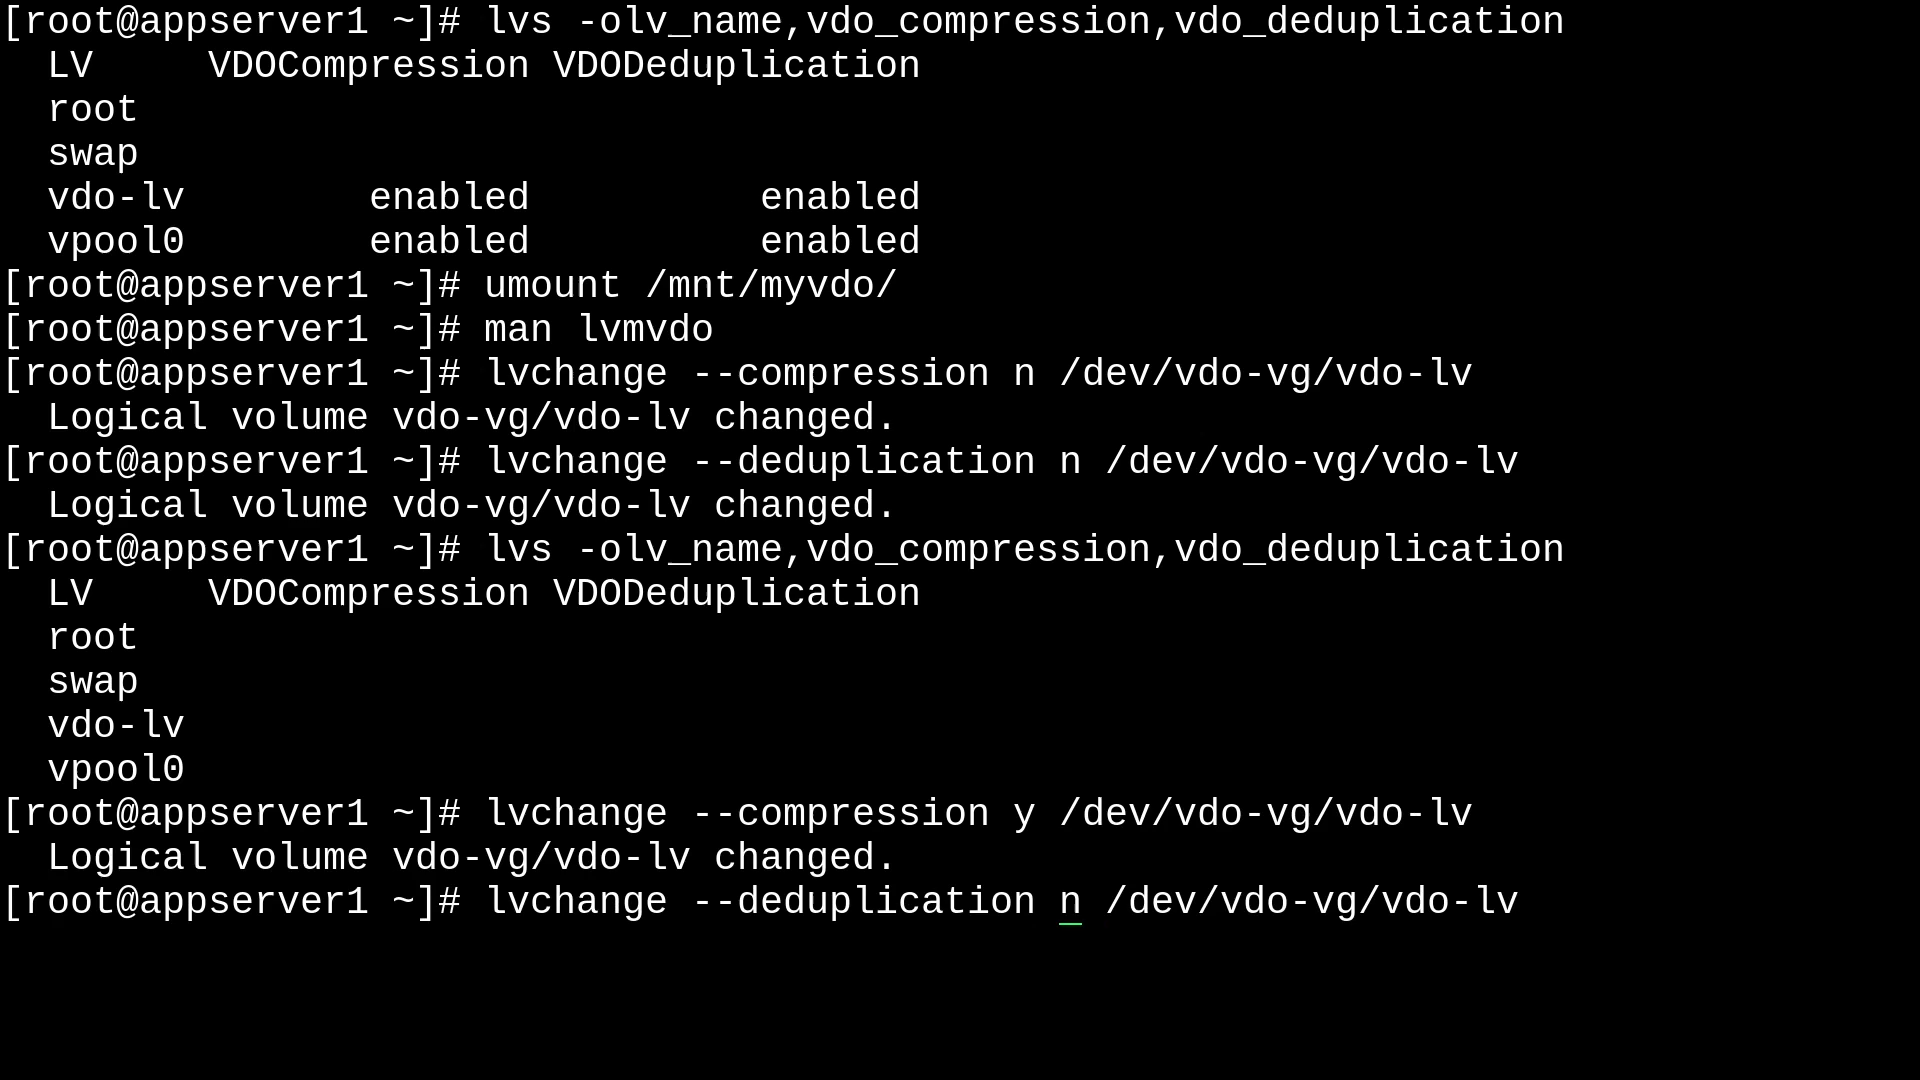 [root@appserver1 ~]# lvs -olv_name,vdo_compression,vdo_deduplication
  LV     VDOCompression VDODeduplication
  root
  swap
  vdo-lv        enabled          enabled
  vpool0        enabled          enabled
[root@appserver1 ~]# umount /mnt/myvdo/
[root@appserver1 ~]# man lvmvdo
[root@appserver1 ~]# lvchange --compression n /dev/vdo-vg/vdo-lv
  Logical volume vdo-vg/vdo-lv changed.
[root@appserver1 ~]# lvchange --deduplication n /dev/vdo-vg/vdo-lv
  Logical volume vdo-vg/vdo-lv changed.
[root@appserver1 ~]# lvs -olv_name,vdo_compression,vdo_deduplication
  LV     VDOCompression VDODeduplication
  root
  swap
  vdo-lv
  vpool0
[root@appserver1 ~]# lvchange --compression y /dev/vdo-vg/vdo-lv
  Logical volume vdo-vg/vdo-lv changed.
[root@appserver1 ~]# lvchange --deduplication n /dev/vdo-vg/vdo-lv